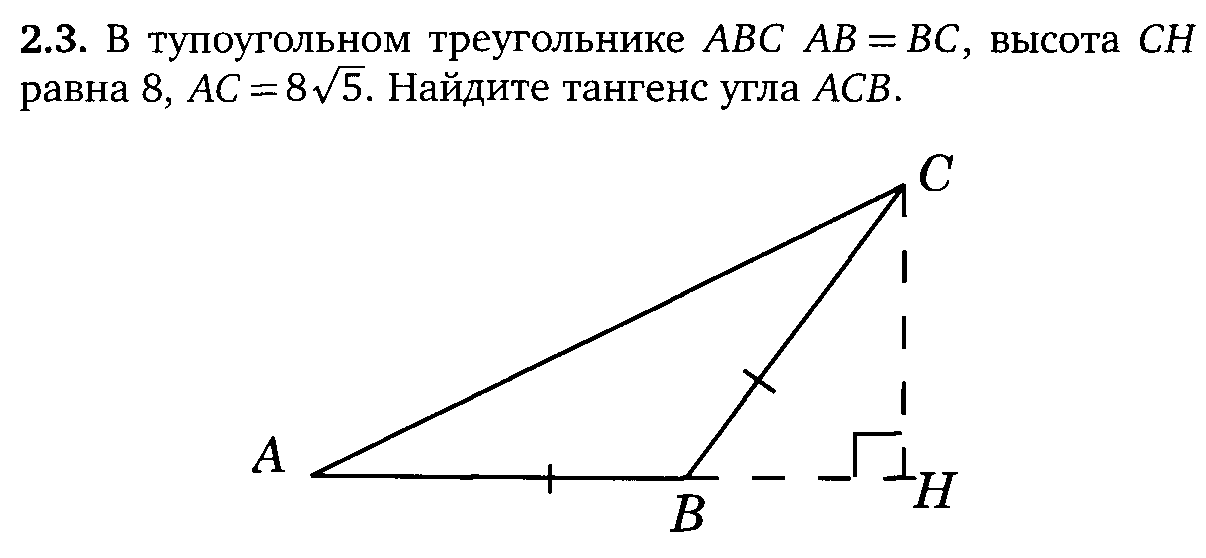 2.3. В тупоугольном треугольнике ABC AB = BC, высота CH
равна 8, AC = 8√5. Найдите тангенс угла ACB.
C
A
B
H